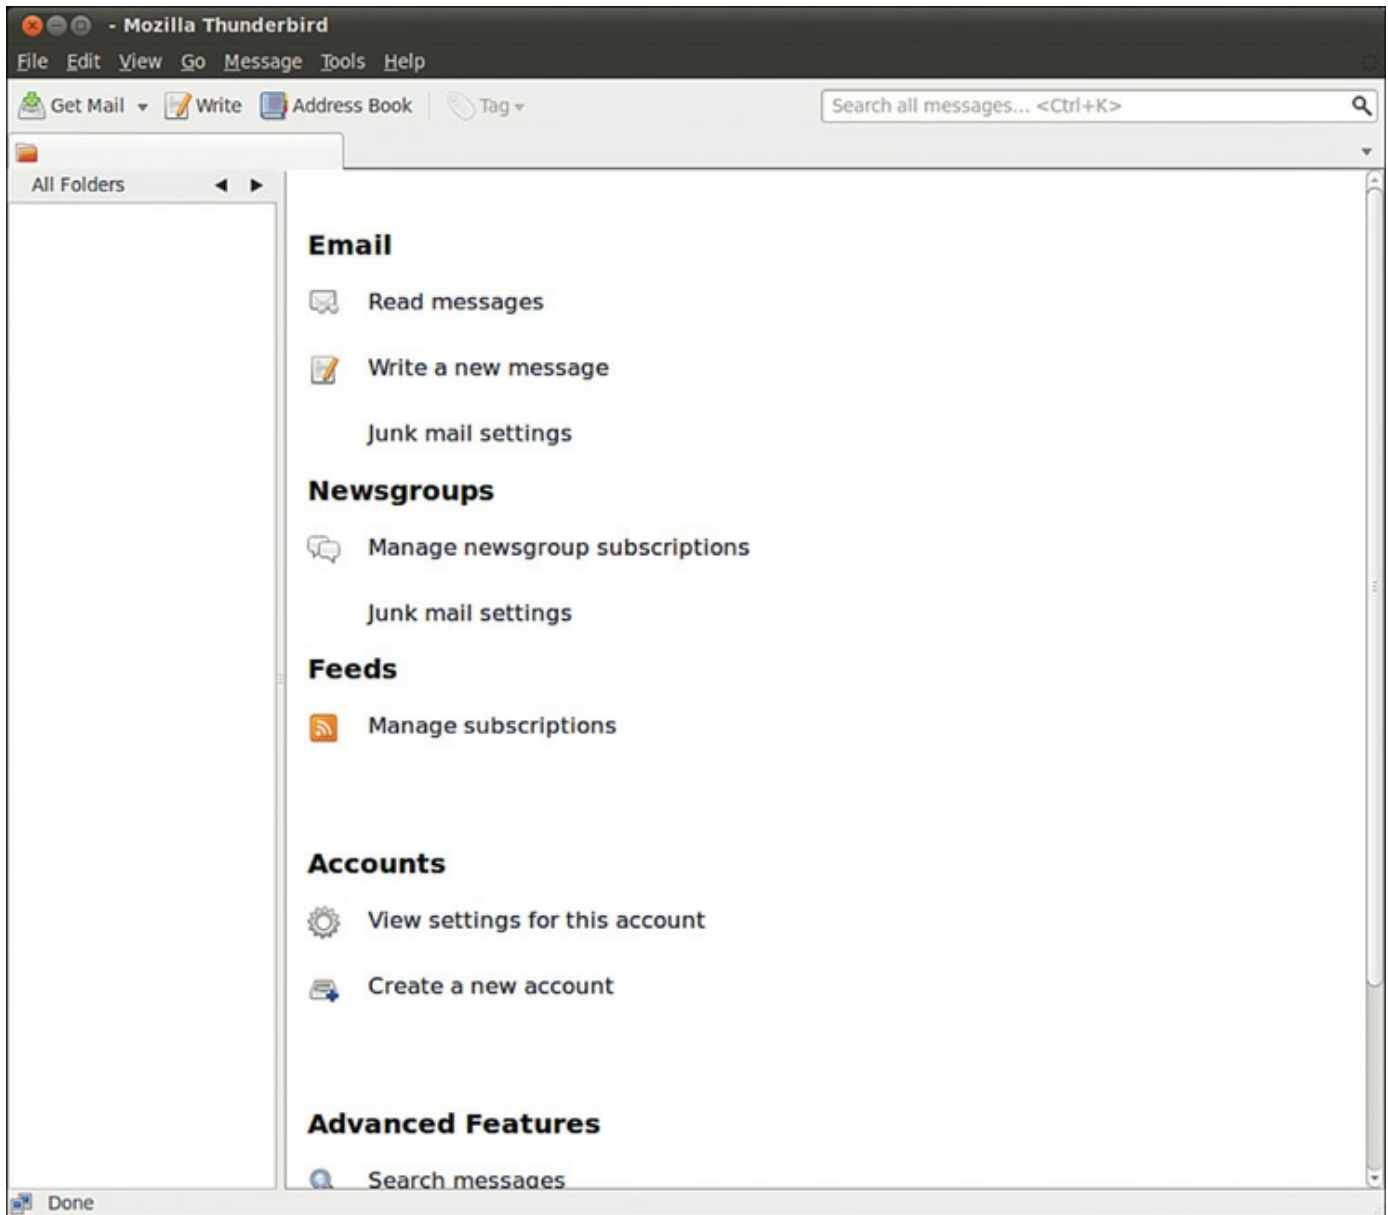 - Mozilla Thunderbird
File Edit View Go Message Tools Help
Get Mail Write Address Book Tag Search all messages... <Ctrl+K>
All Folders
Email
Read messages
Write a new message
Junk mail settings
Newsgroups
Manage newsgroup subscriptions
Junk mail settings
Feeds
Manage subscriptions
Accounts
View settings for this account
Create a new account
Advanced Features
Search messages
Done